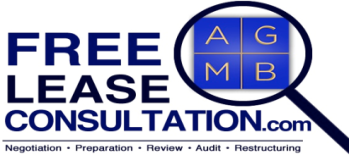 FREE
LEASE
CONSULTATION.com
A G
M B
Negotiation • Preparation • Review • Audit • Restructuring